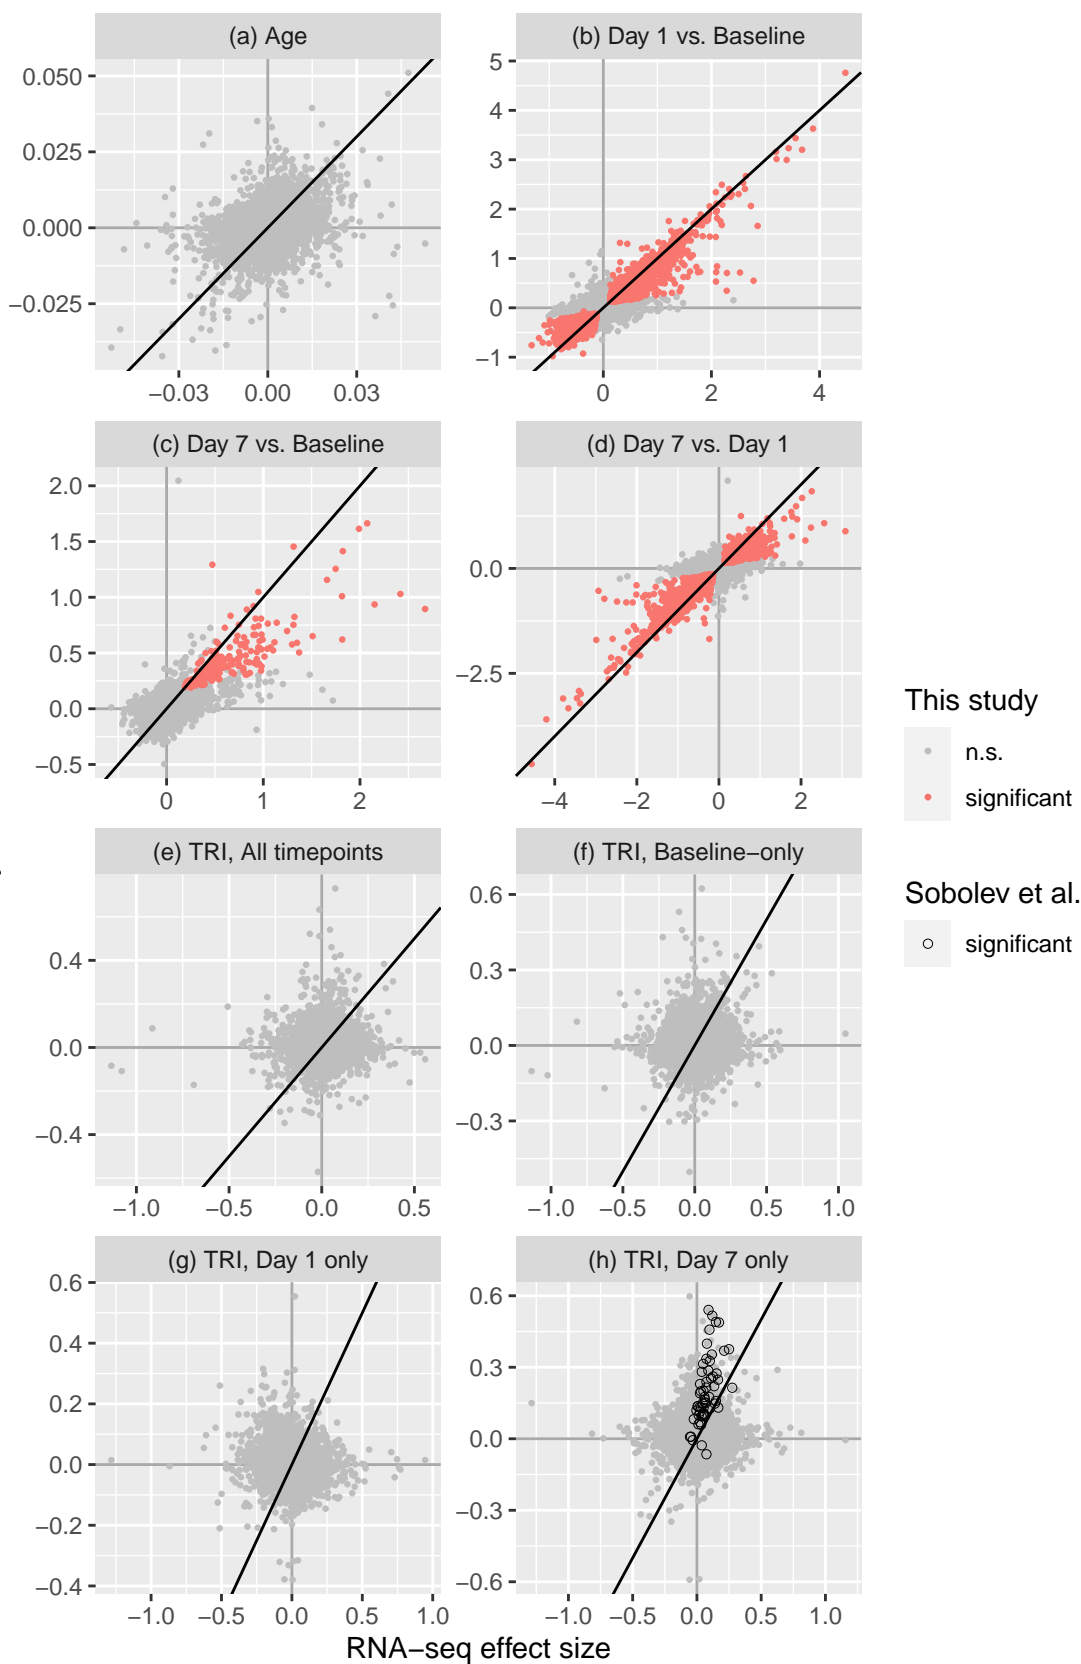 (a) Age
(b) Day 1 vs. Baseline
0.050
0.025
0.000
−0.025
−0.03 0.00 0.03
5
4
3
2
1
0
−1
0 2 4
(c) Day 7 vs. Baseline
(d) Day 7 vs. Day 1
2.0
1.5
1.0
0.5
0.0
−0.5
0 1 2
0.0
−2.5
−4 −2 0 2
This study
n.s.
significant
Sobolev et al.
significant
(e) TRI, All timepoints
(f) TRI, Baseline−only
0.4
0.0
−0.4
−1.0 −0.5 0.0 0.5
0.6
0.3
0.0
−0.3
−1.0 −0.5 0.0 0.5 1.0
(g) TRI, Day 1 only
(h) TRI, Day 7 only
0.6
0.4
0.2
0.0
−0.2
−0.4
−1.0 −0.5 0.0 0.5 1.0
0.6
0.3
0.0
−0.3
−0.6
−1.0 −0.5 0.0 0.5 1.0
RNA−seq effect size